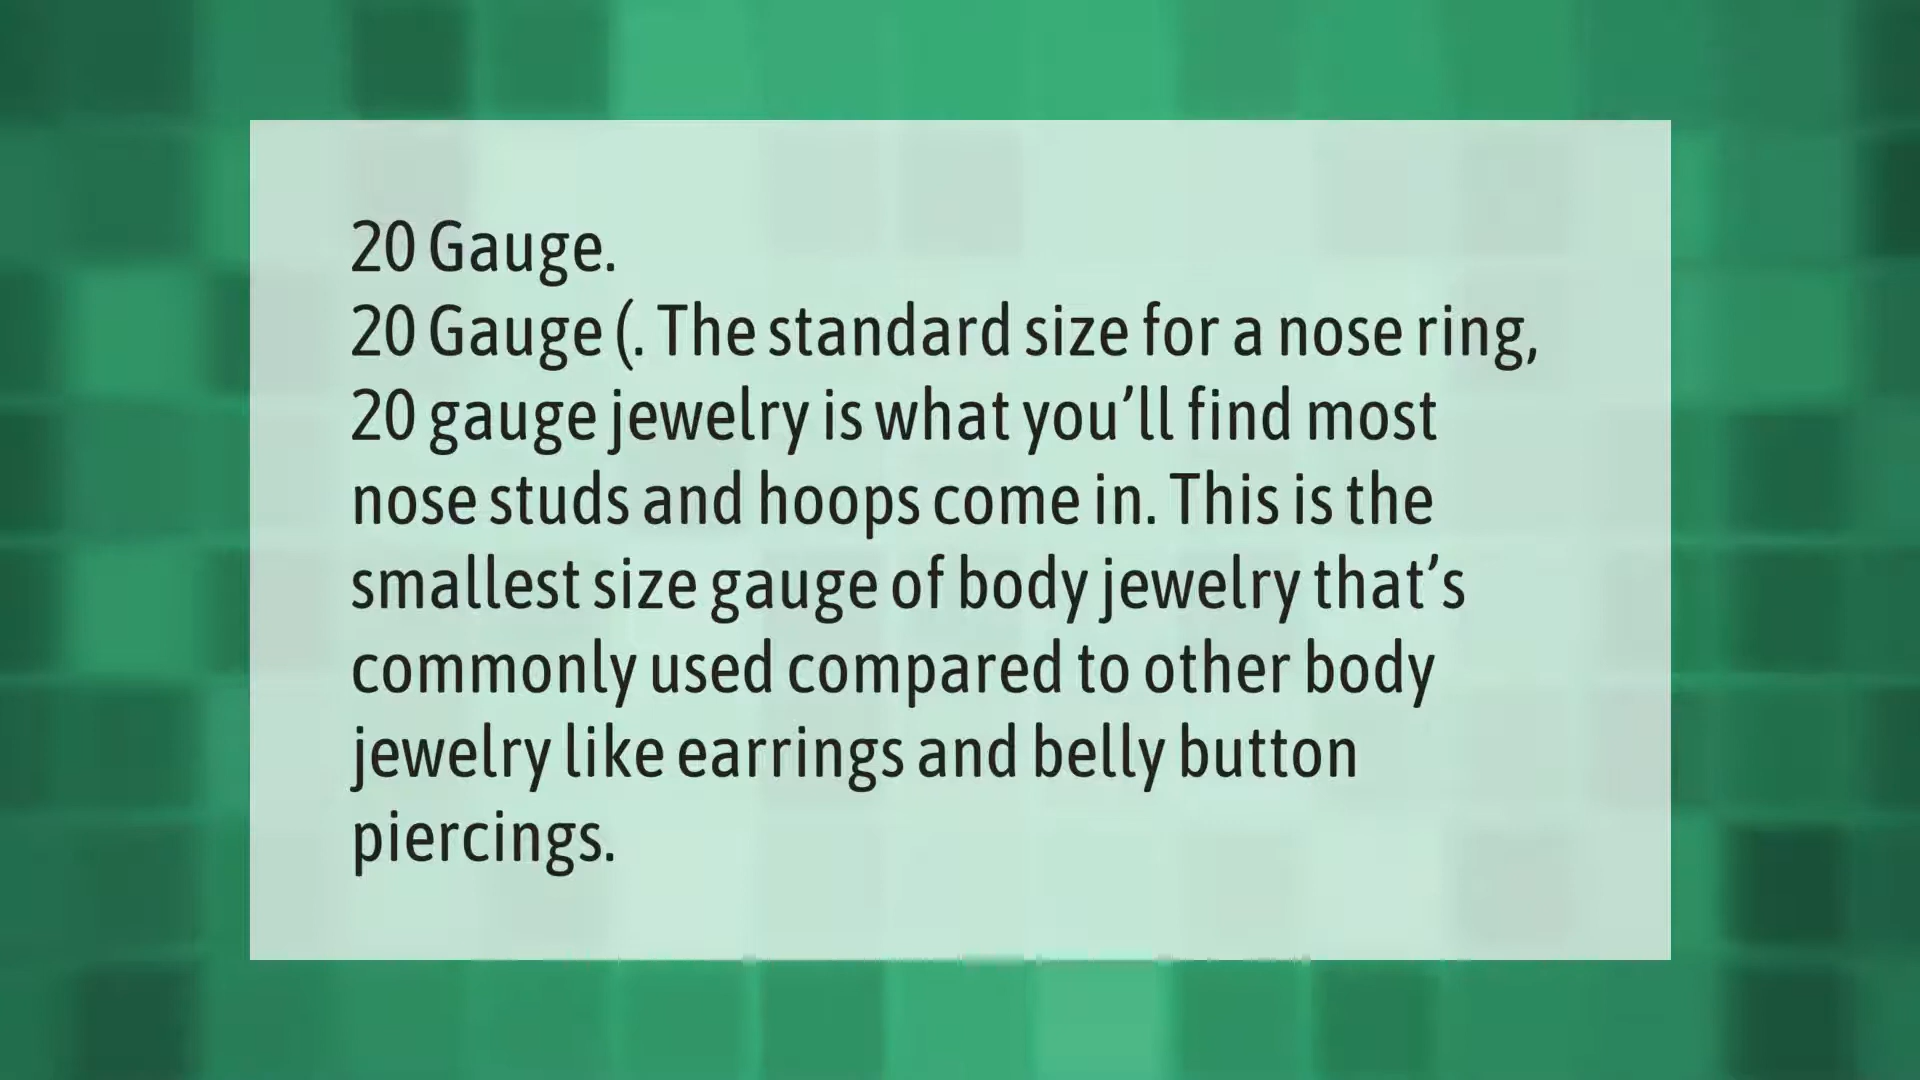 20 Gauge.
20 Gauge (. The standard size for a nose ring,
20 gauge jewelry is what you’ll find most
nose studs and hoops come in. This is the
smallest size gauge of body jewelry that’s
commonly used compared to other body
jewelry like earrings and belly button
piercings.